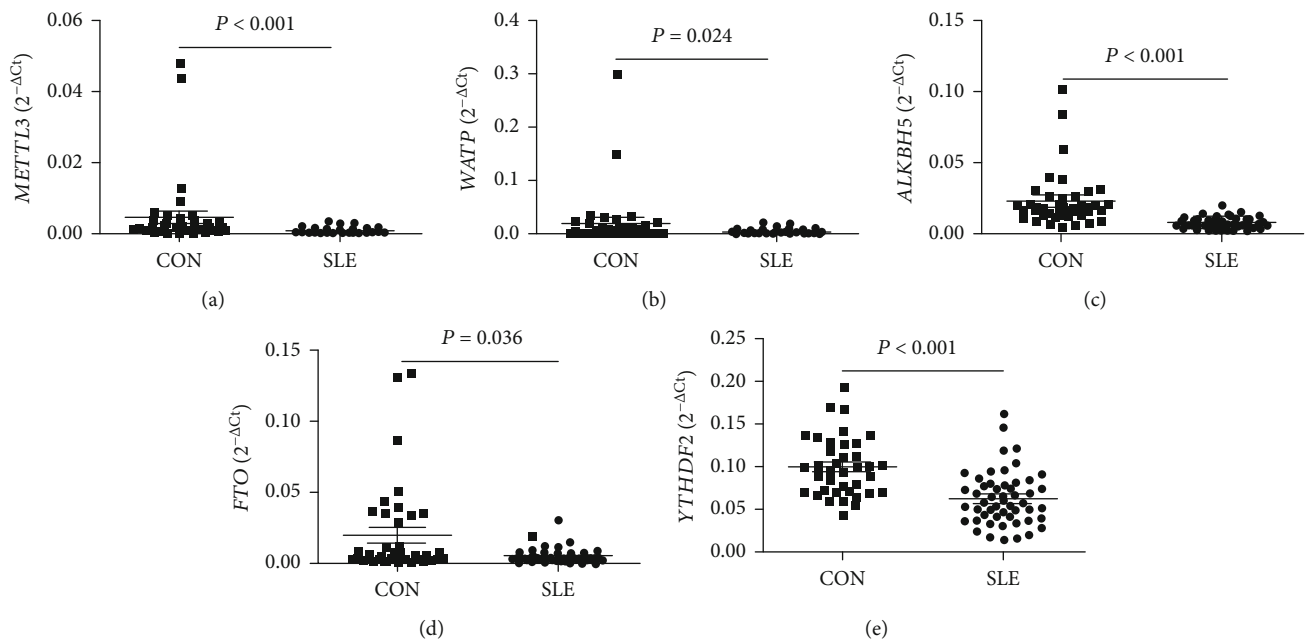 0.06
P < 0.001
0.04
0.02
0.00
METTL3 (2⁻ΔCt)
CON SLE
(a)
0.4
P = 0.024
0.3
0.2
0.1
0.0
WATP (2⁻ΔCt)
CON SLE
(b)
0.15
P < 0.001
0.10
0.05
0.00
ALKBH5 (2⁻ΔCt)
CON SLE
(c)
0.15
P = 0.036
0.10
0.05
0.00
FTO (2⁻ΔCt)
CON SLE
(d)
0.25
P < 0.001
0.20
0.15
0.10
0.05
0.00
YTHDF2 (2⁻ΔCt)
CON SLE
(e)